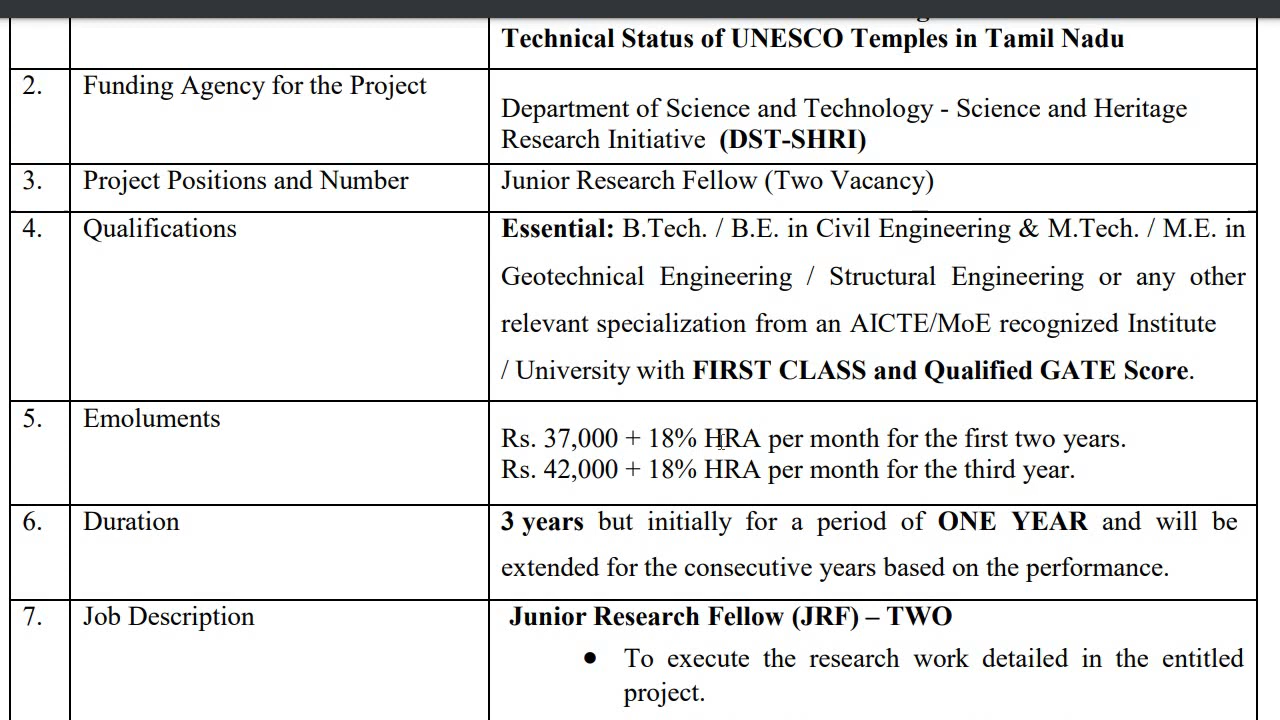 Technical Status of UNESCO Temples in Tamil Nadu
2. Funding Agency for the Project
Department of Science and Technology - Science and Heritage
Research Initiative (DST-SHRI)
3. Project Positions and Number Junior Research Fellow (Two Vacancy)
4. Qualifications Essential: B.Tech. / B.E. in Civil Engineering & M.Tech. / M.E. in
Geotechnical Engineering / Structural Engineering or any other
relevant specialization from an AICTE/MoE recognized Institute
/ University with FIRST CLASS and Qualified GATE Score.
5. Emoluments
Rs. 37,000 + 18% HRA per month for the first two years.
Rs. 42,000 + 18% HRA per month for the third year.
6. Duration 3 years but initially for a period of ONE YEAR and will be
extended for the consecutive years based on the performance.
7. Job Description Junior Research Fellow (JRF) – TWO
● To execute the research work detailed in the entitled
project.